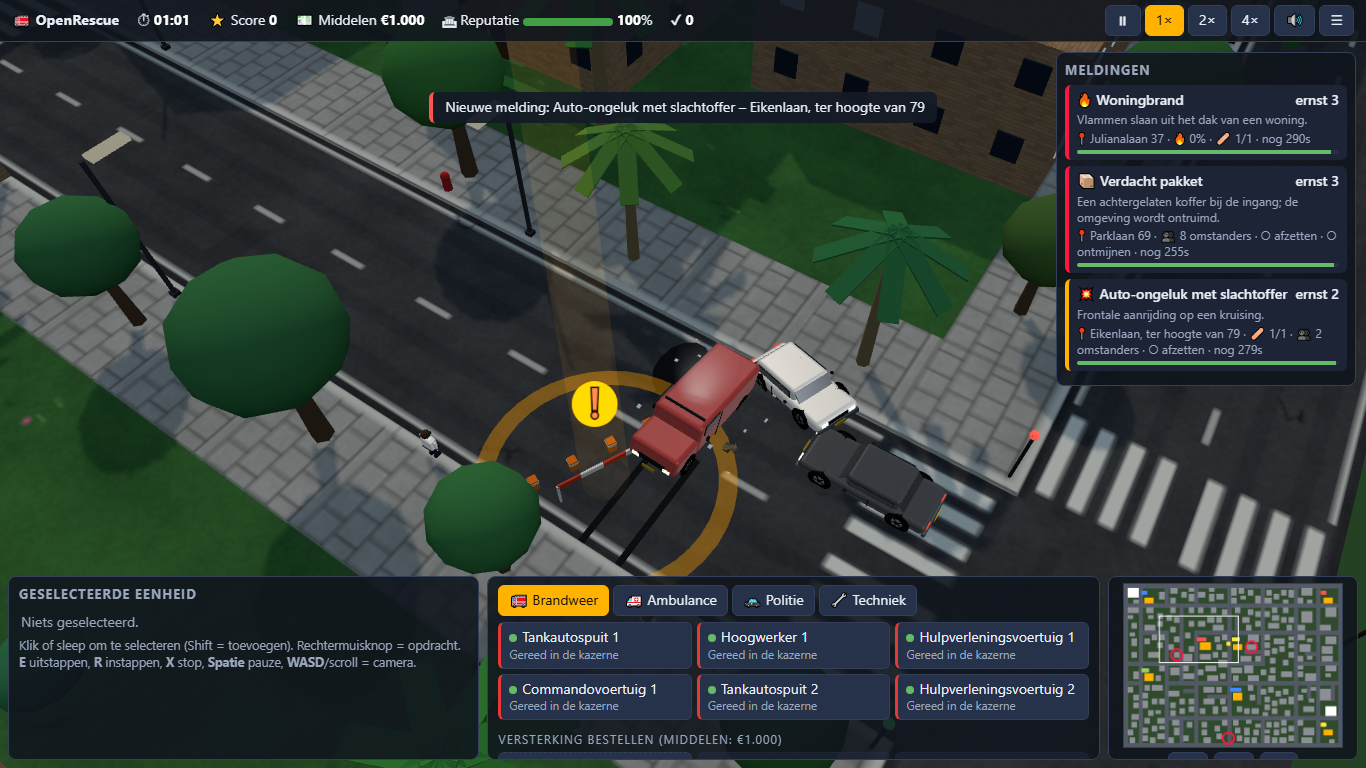 OpenRescue 01:01 Score 0 Middelen €1.000 Reputatie 100% ✓ 0
1× 2× 4×
MELDINGEN
Nieuwe melding: Auto-ongeluk met slachtoffer – Eikenlaan, ter hoogte van 79
Woningbrand ernst 3
Vlammen slaan uit het dak van een woning.
Julianalaan 37 · 0% · 1/1 · nog 290s
Verdacht pakket ernst 3
Een achtergelaten koffer bij de ingang; de
omgeving wordt ontruimd.
Parklaan 69 · 8 omstanders · ○ afzetten · ○
ontmijnen · nog 255s
Auto-ongeluk met slachtoffer ernst 2
Frontale aanrijding op een kruising.
Eikenlaan, ter hoogte van 79 · 1/1 · 2
omstanders · ○ afzetten · nog 279s
GESELECTEERDE EENHEID
Niets geselecteerd.
Klik of sleep om te selecteren (Shift = toevoegen). Rechtermuisknop = opdracht.
E uitstappen, R instappen, X stop, Spatie pauze, WASD/scroll = camera.
Brandweer Ambulance Politie Techniek
Tankautospuit 1 Hoogwerker 1 Hulpverleningsvoertuig 1
Gereed in de kazerne Gereed in de kazerne Gereed in de kazerne
Commandovoertuig 1 Tankautospuit 2 Hulpverleningsvoertuig 2
Gereed in de kazerne Gereed in de kazerne Gereed in de kazerne
VERSTERKING BESTELLEN (MIDDELEN: €1.000)